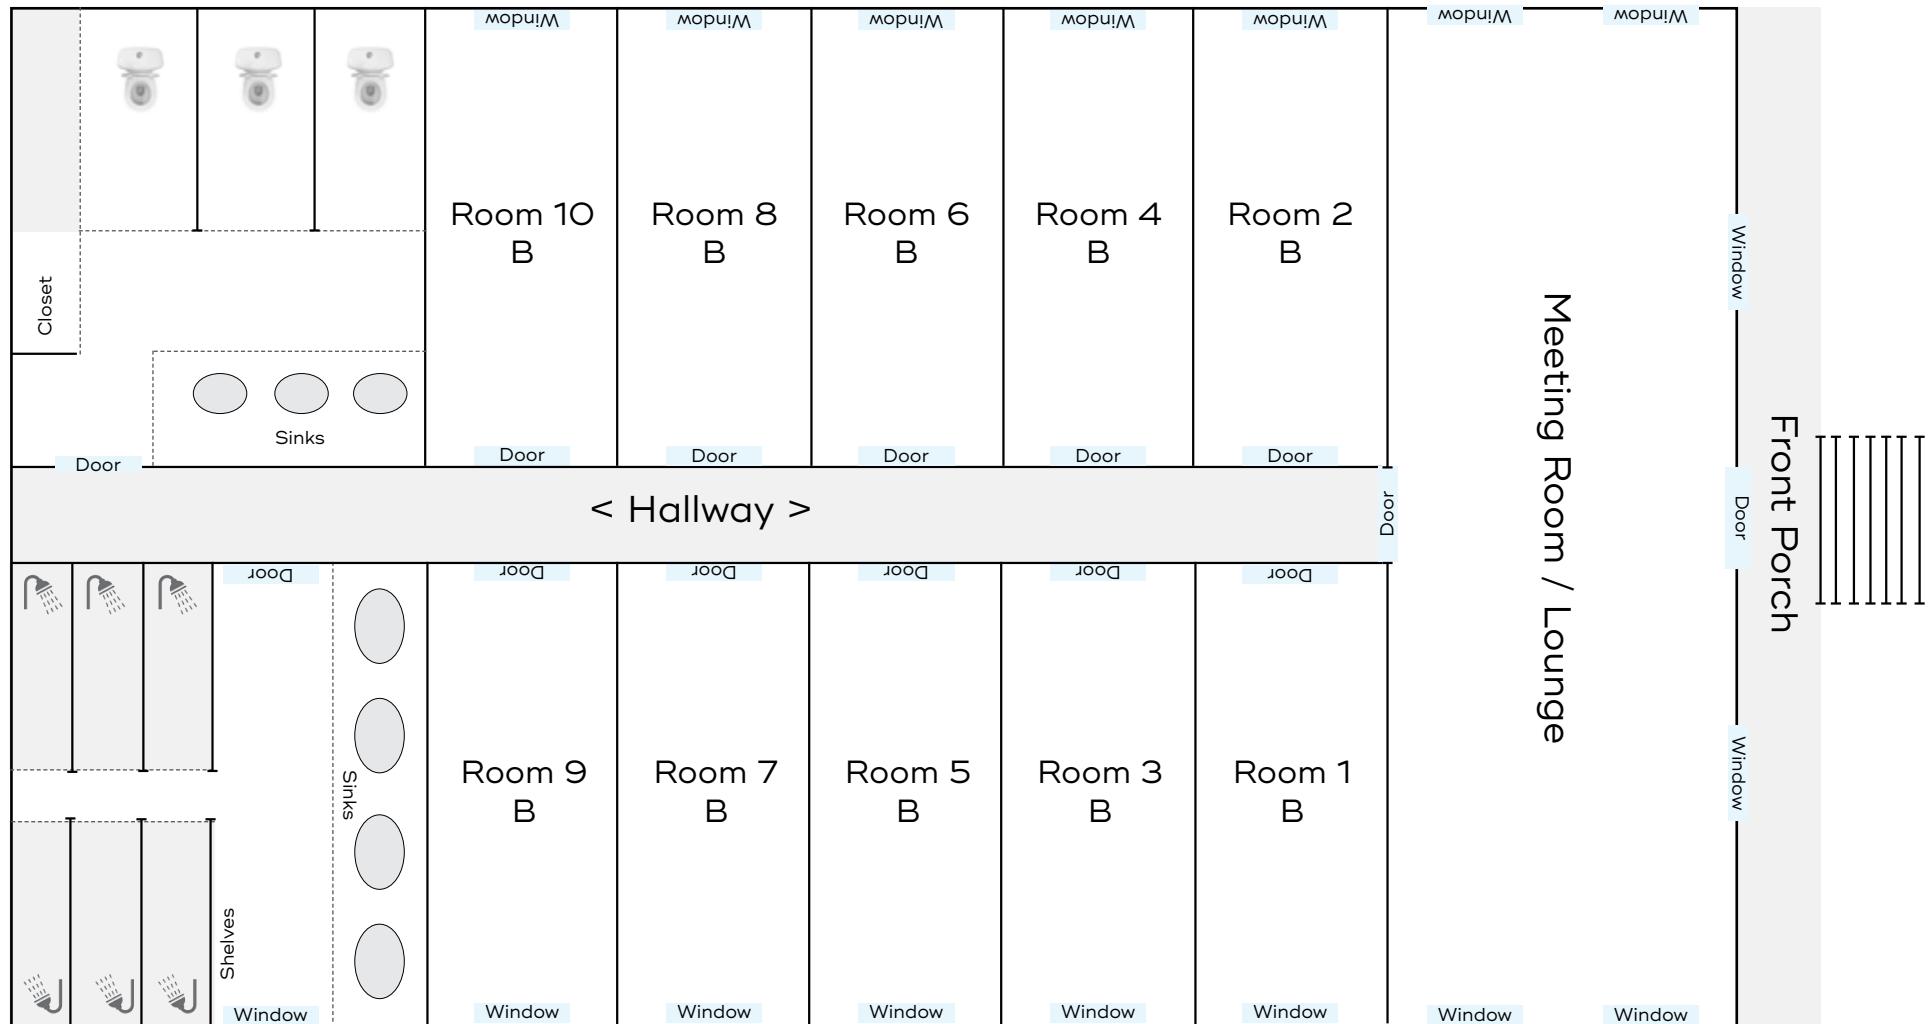 Window
Window
Window
Window
Window
Window
Window
Room 10
B
Room 8
B
Room 6
B
Room 4
B
Room 2
B
Closet
Window
Sinks
Door
Door
Door
Door
Door
Door
< Hallway >
Door
Meeting Room / Lounge
Door
Front Porch
Door
Door
Door
Door
Door
Door
Sinks
Room 9
B
Room 7
B
Room 5
B
Room 3
B
Room 1
B
Window
Shelves
Window
Window
Window
Window
Window
Window
Window
Window